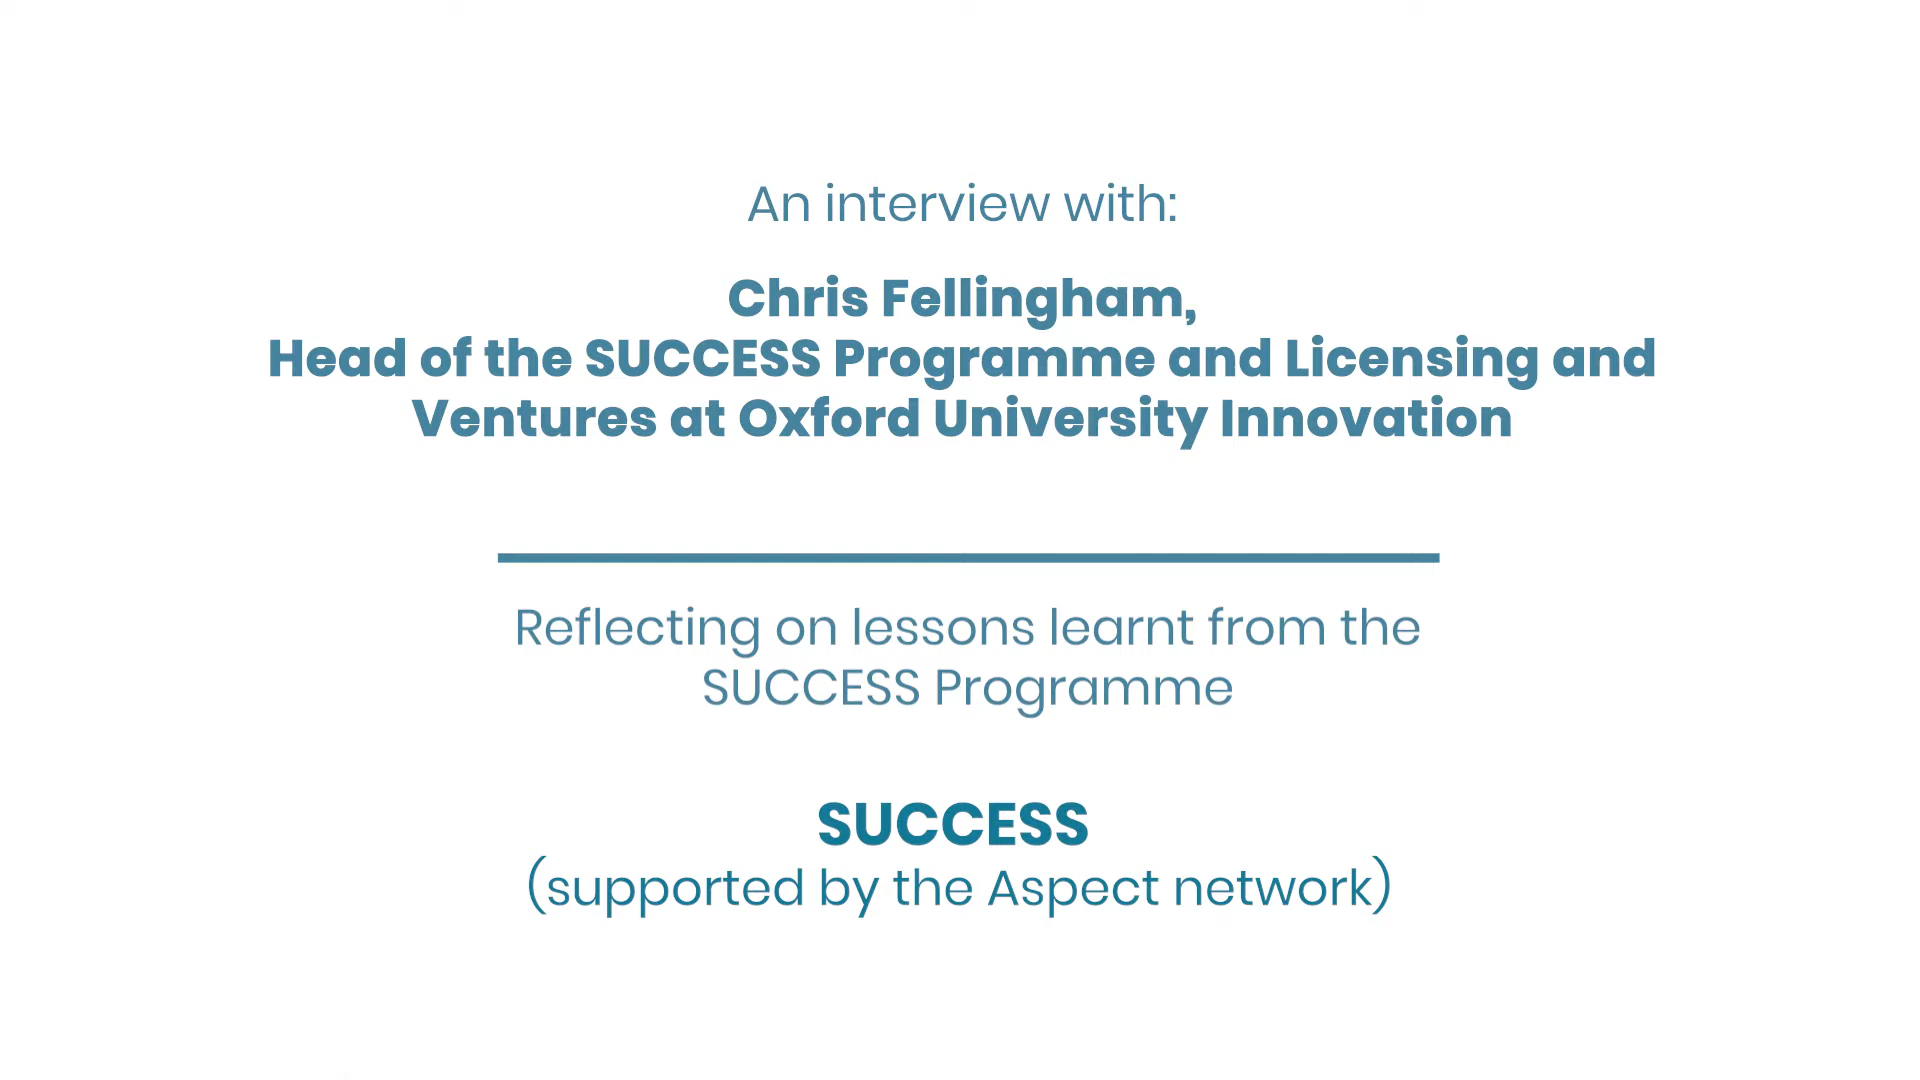 An interview with:
Chris Fellingham,
Head of the SUCCESS Programme and Licensing and
Ventures at Oxford University Innovation
Reflecting on lessons learnt from the
SUCCESS Programme
SUCCESS
(supported by the Aspect network)